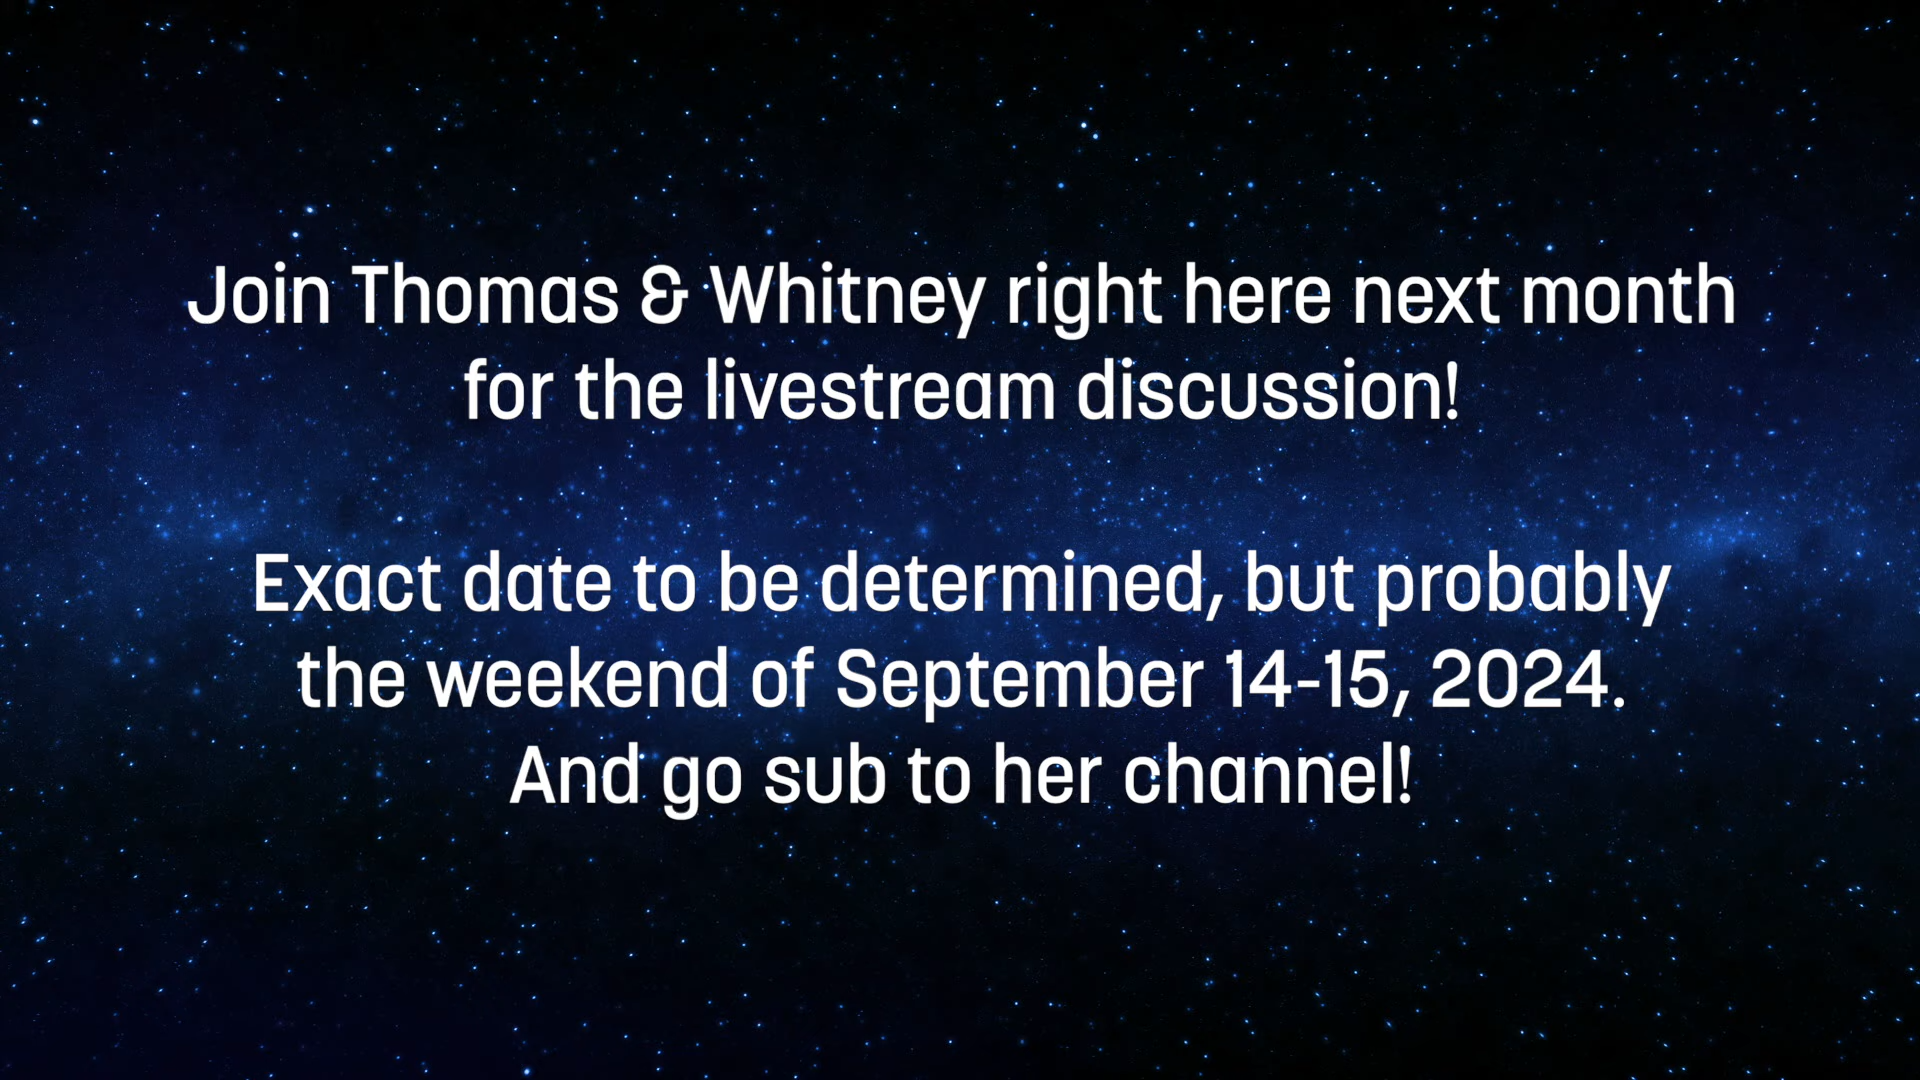 Join Thomas & Whitney right here next month
for the livestream discussion!
Exact date to be determined, but probably
the weekend of September 14-15, 2024.
And go sub to her channel!